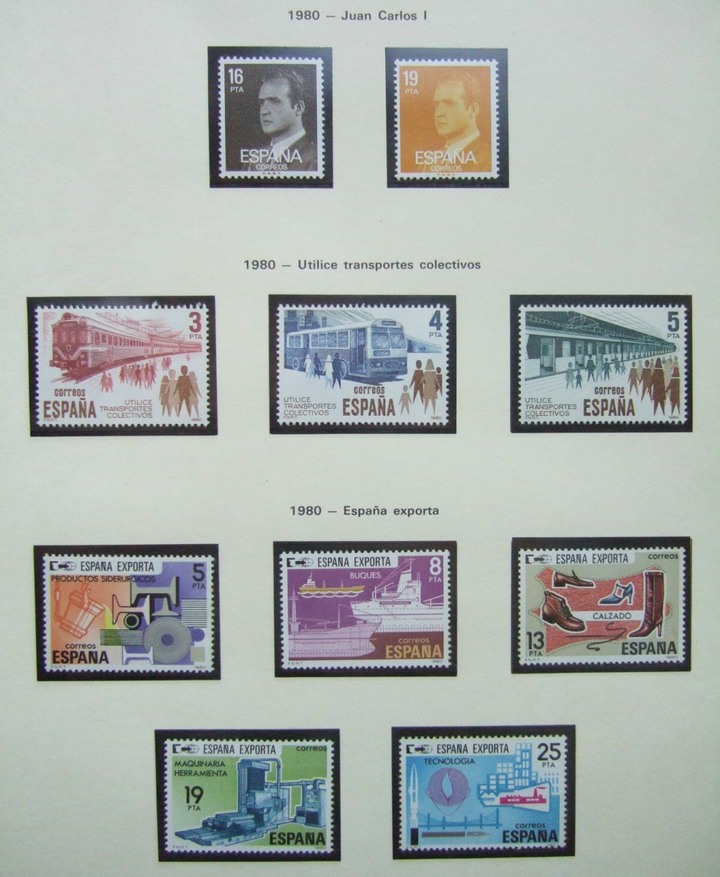 1980 — Juan Carlos I
16
PTA
ESPAÑA
CORREOS
19
PTA
ESPAÑA
CORREOS
1980 — Utilice transportes colectivos
3
PTA
correos
UTILICE
TRANSPORTES
COLECTIVOS
ESPAÑA
4
PTA
correos
UTILICE
TRANSPORTES
COLECTIVOS
ESPAÑA
5
PTA
correos
UTILICE
TRANSPORTES
COLECTIVOS
ESPAÑA
1980 — España exporta
ESPAÑA EXPORTA
PRODUCTOS SIDERURGICOS
5
PTA
correos
ESPAÑA
ESPAÑA EXPORTA
BUQUES
8
PTA
correos
ESPAÑA
ESPAÑA EXPORTA
correos
CALZADO
13
PTA
ESPAÑA
ESPAÑA EXPORTA
correos
MAQUINARIA
HERRAMIENTA
19
PTA
ESPAÑA
ESPAÑA EXPORTA
TECNOLOGIA
25
PTA
correos
ESPAÑA